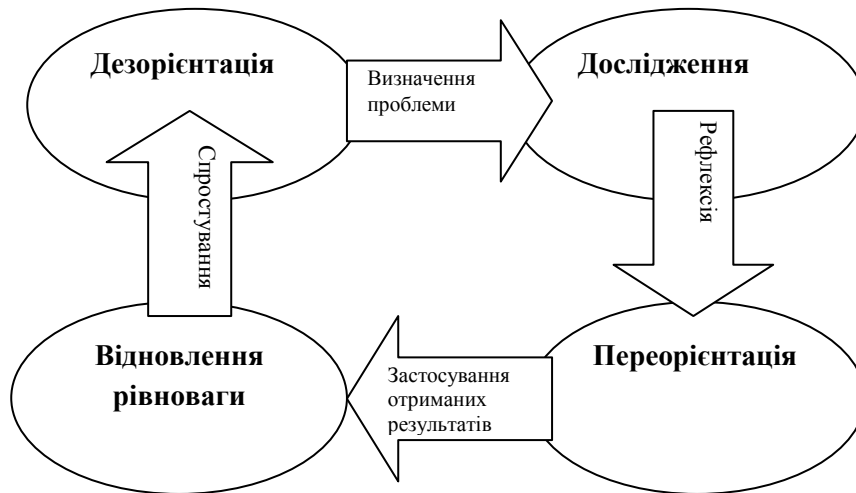 Дезорієнтація
Визначення
проблеми
Дослідження
Рефлексія
Переорієнтація
Застосування
отриманих
результатів
Відновлення
рівноваги
Спростування